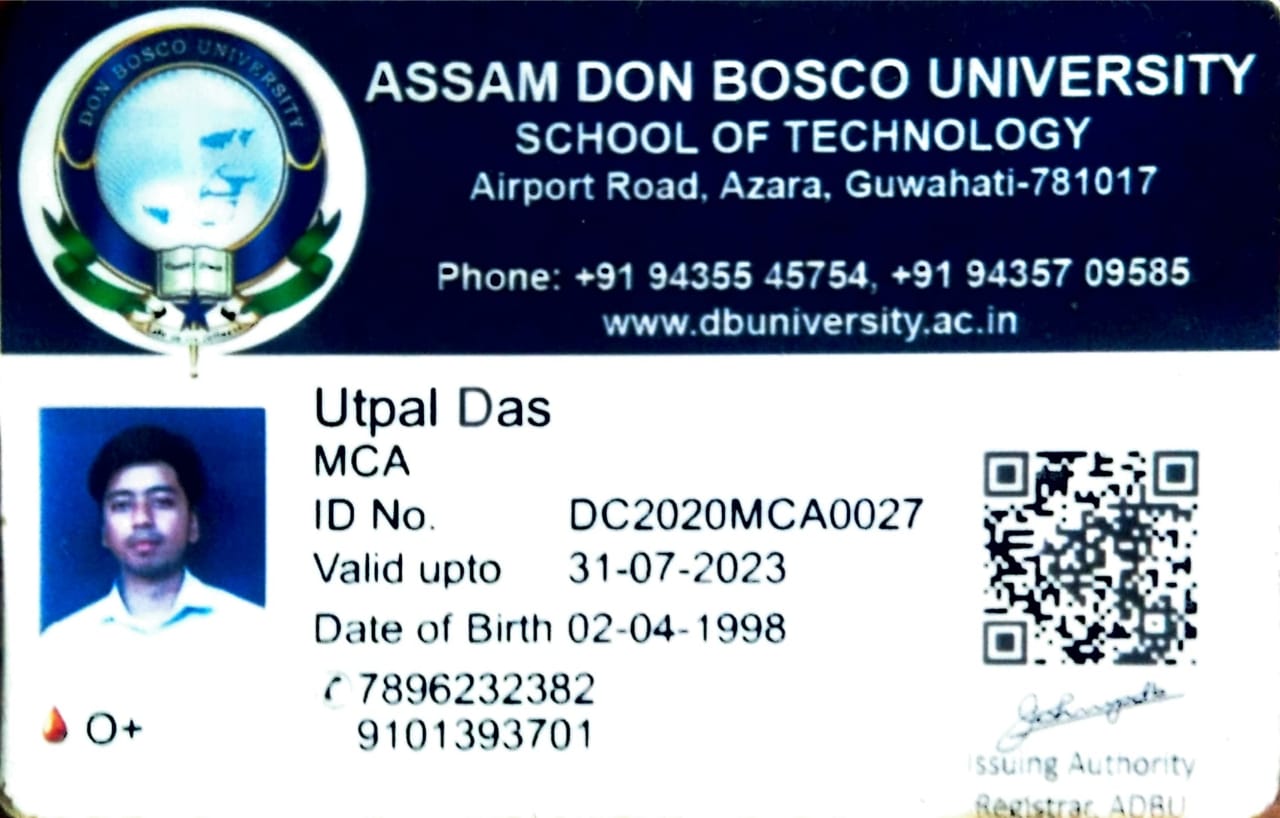 DON BOSCO UNIVERSITY
ASSAM DON BOSCO UNIVERSITY
SCHOOL OF TECHNOLOGY
Airport Road, Azara, Guwahati-781017
Phone: +91 94355 45754, +91 94357 09585
www.dbuniversity.ac.in
Utpal Das
MCA
ID No. DC2020MCA0027
Valid upto 31-07-2023
Date of Birth 02-04-1998
7896232382
9101393701
O+
Issuing Authority
Registrar, ADBU